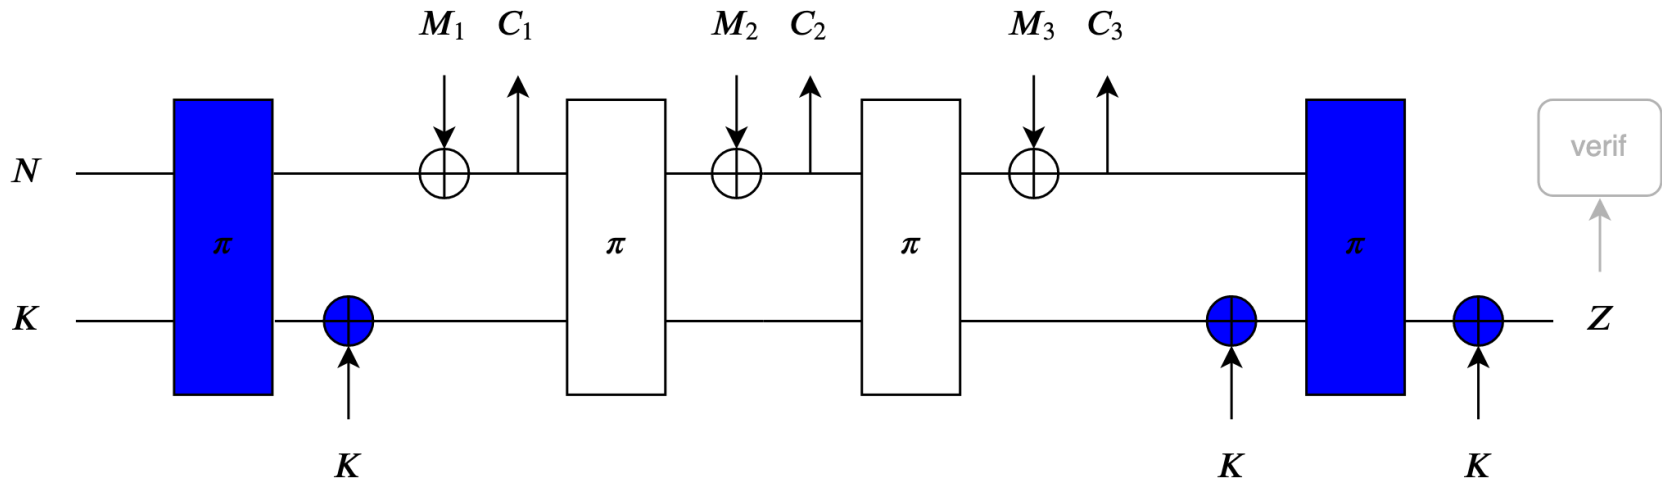 M₁ C₁ M₂ C₂ M₃ C₃
verif
N
π π π π
K Z
K K K